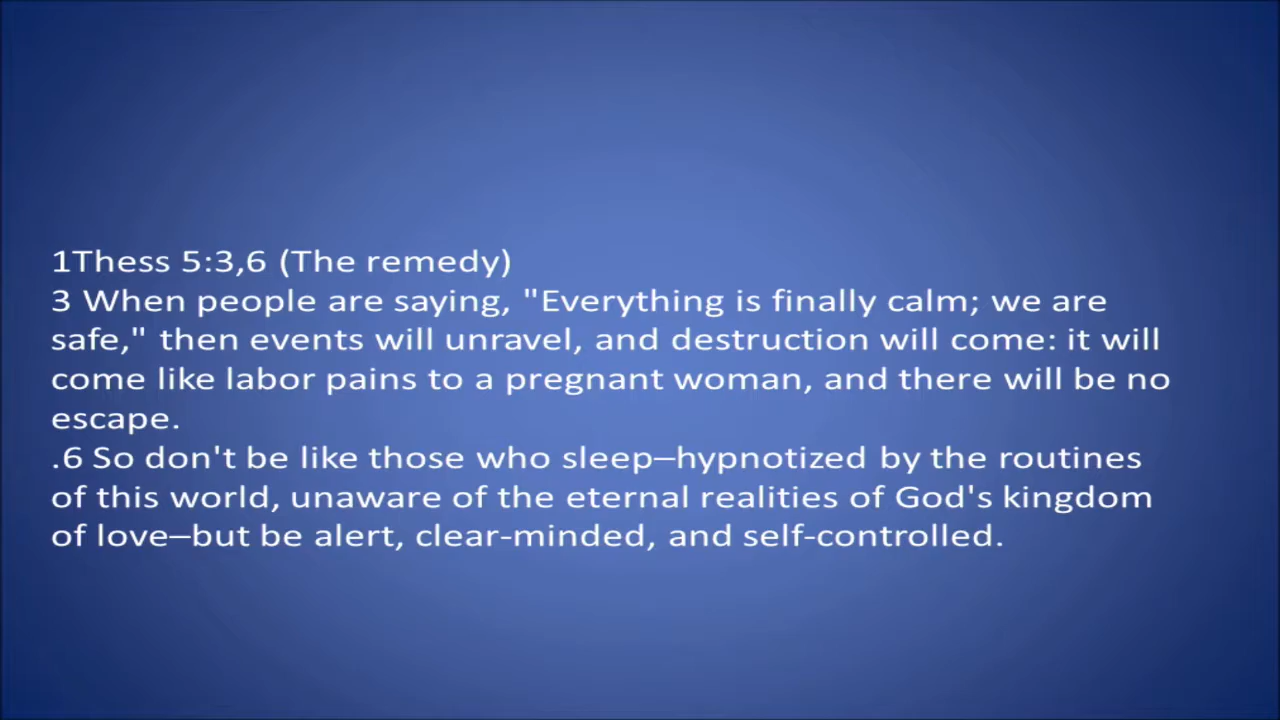 1Thess 5:3,6 (The remedy)
3 When people are saying, "Everything is finally calm; we are
safe," then events will unravel, and destruction will come: it will
come like labor pains to a pregnant woman, and there will be no
escape.
.6 So don't be like those who sleep—hypnotized by the routines
of this world, unaware of the eternal realities of God's kingdom
of love—but be alert, clear-minded, and self-controlled.